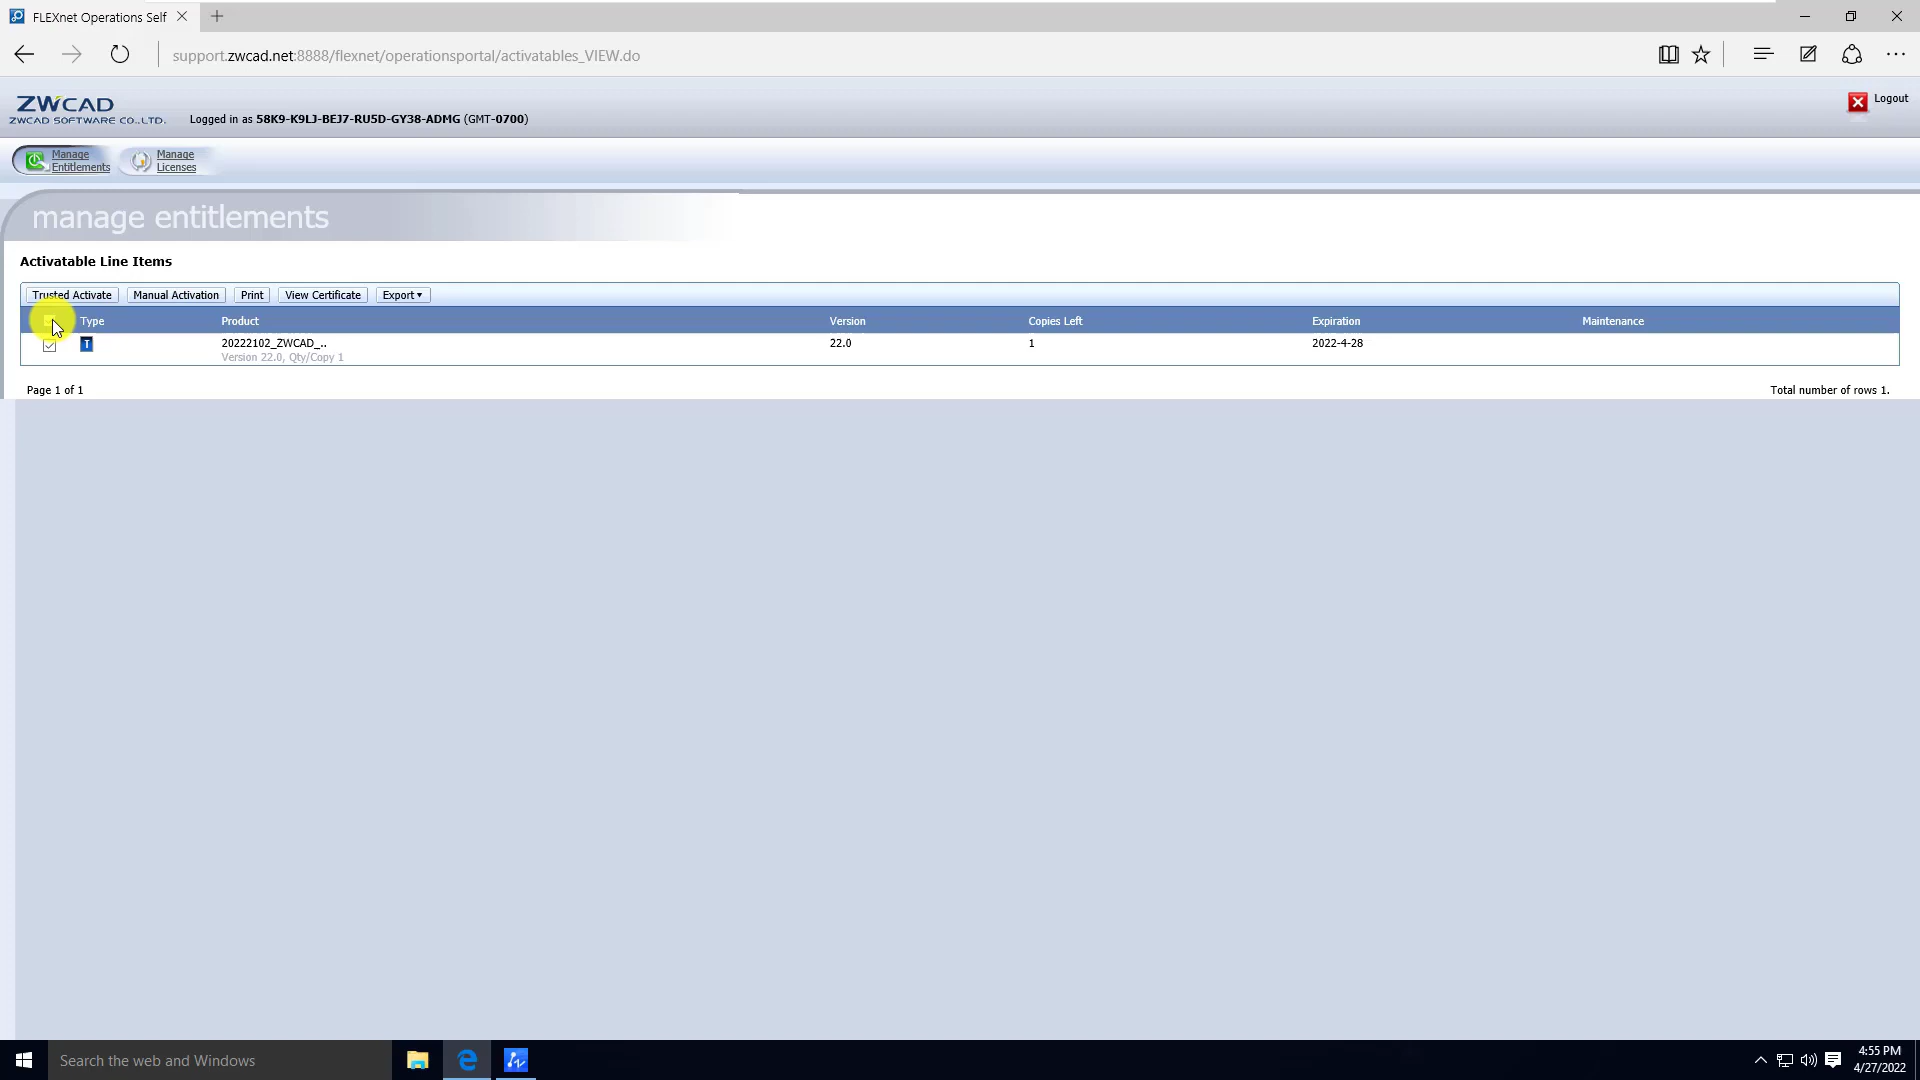 FLEXnet Operations Self
support.zwcad.net:8888/flexnet/operationsportal/activatables_VIEW.do
ZWCAD
ZWCAD SOFTWARE CO.,LTD.
Logged in as 58K9-K9LJ-BEJ7-RU5D-GY38-ADMG (GMT-0700)
Logout
Manage Entitlements
Manage Licenses
manage entitlements
Activatable Line Items
Trusted Activate Manual Activation Print View Certificate Export
Type Product Version Copies Left Expiration Maintenance
T 20222102_ZWCAD_.. 22.0 1 2022-4-28
Version 22.0, Qty/Copy 1
Page 1 of 1
Total number of rows 1.
Search the web and Windows
4:55 PM
4/27/2022